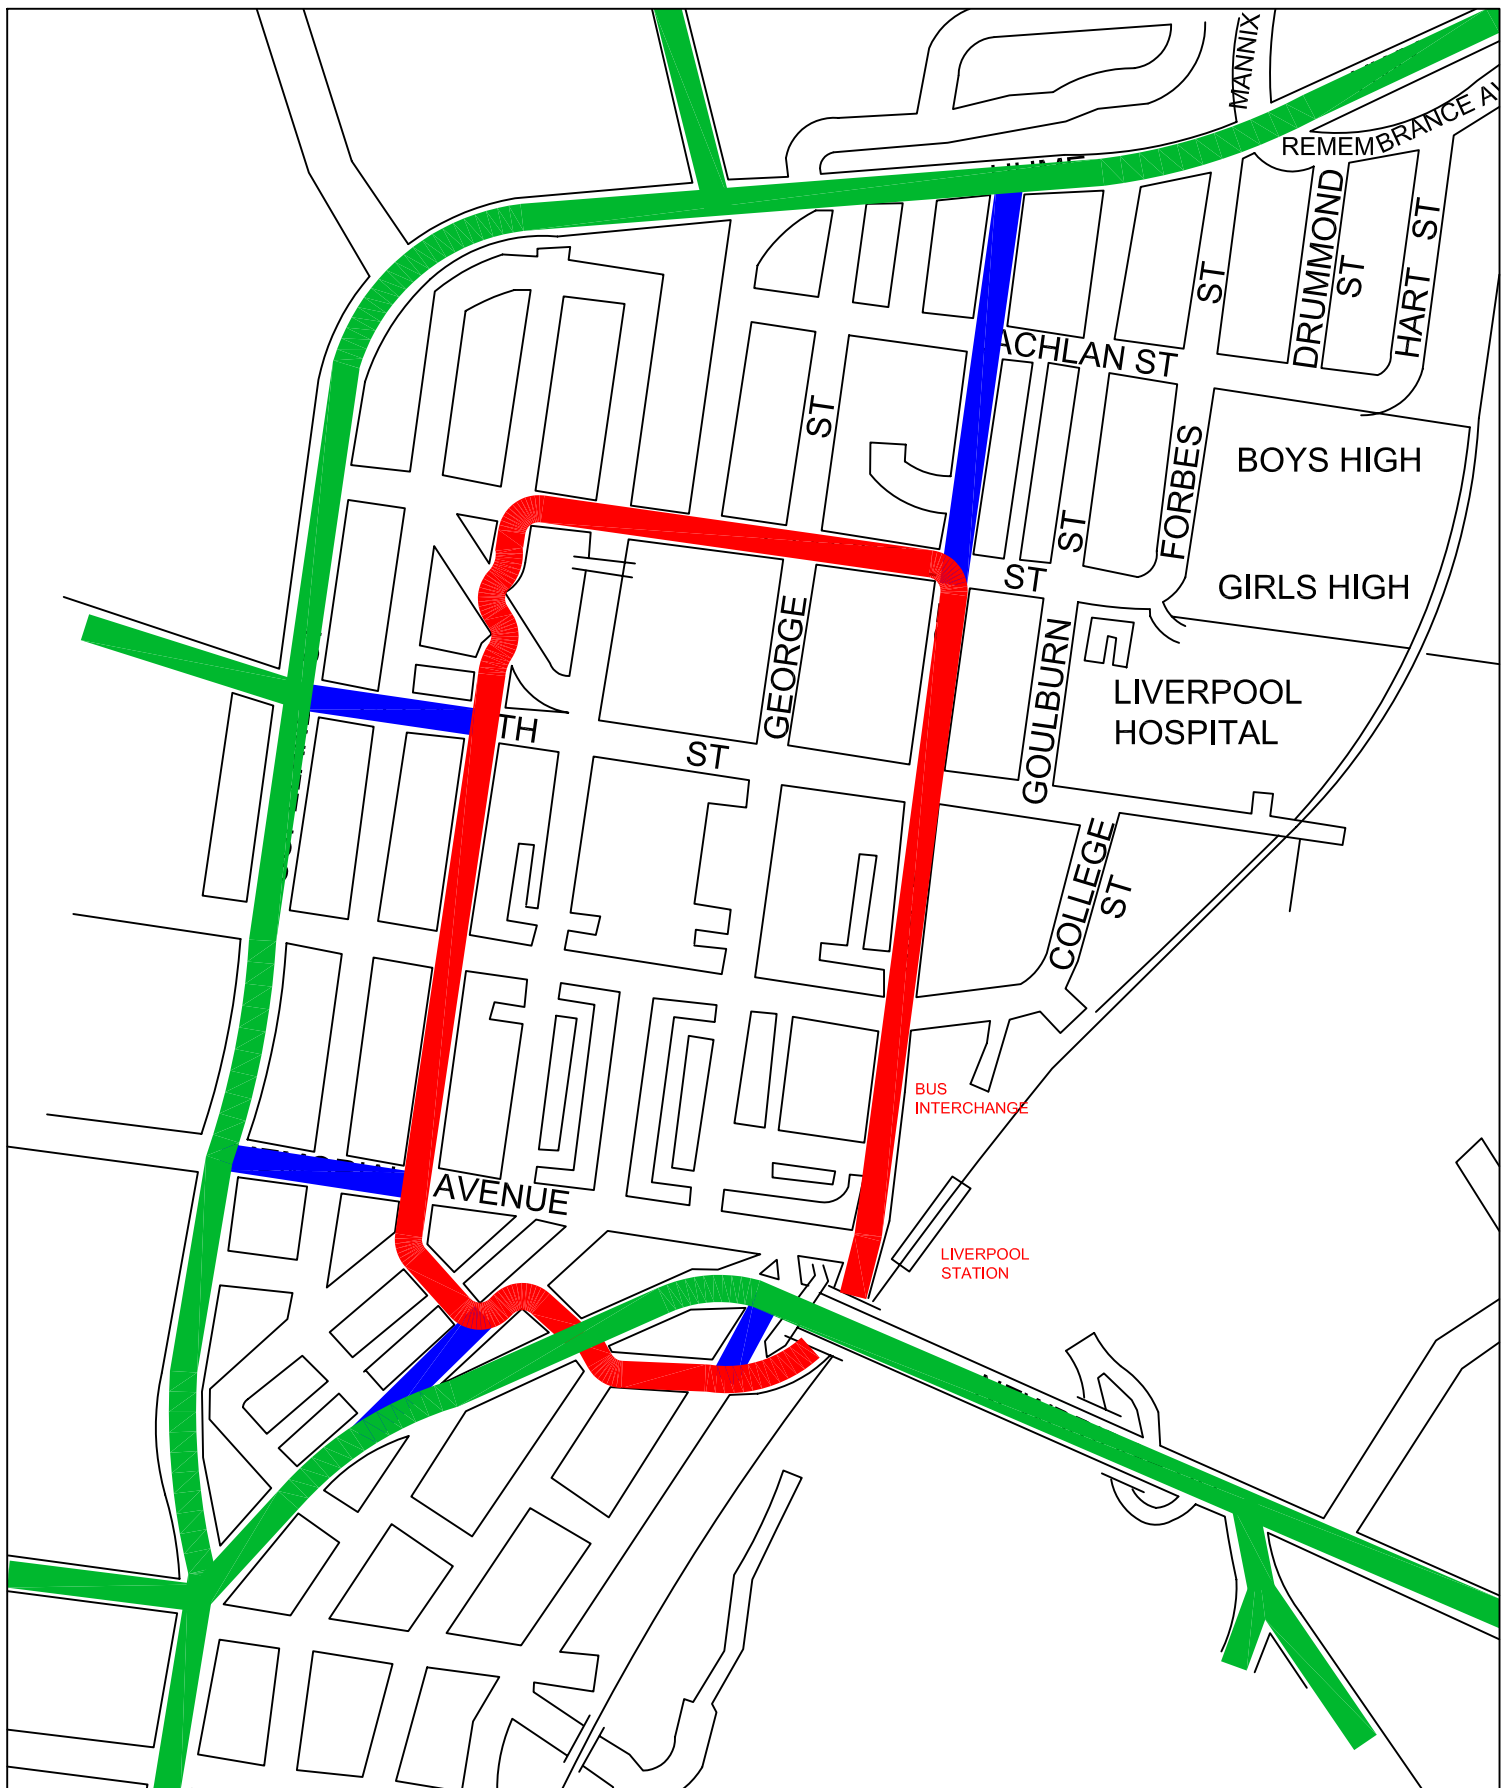 MANNIX
REMEMBRANCE AV
DRUMMOND
ST
HART ST
ST
ACHLAN ST
ST
FORBES
BOYS HIGH
ST
ST
GIRLS HIGH
GEORGE
GOULBURN
LIVERPOOL
HOSPITAL
TH
ST
COLLEGE
ST
BUS
INTERCHANGE
AVENUE
LIVERPOOL
STATION